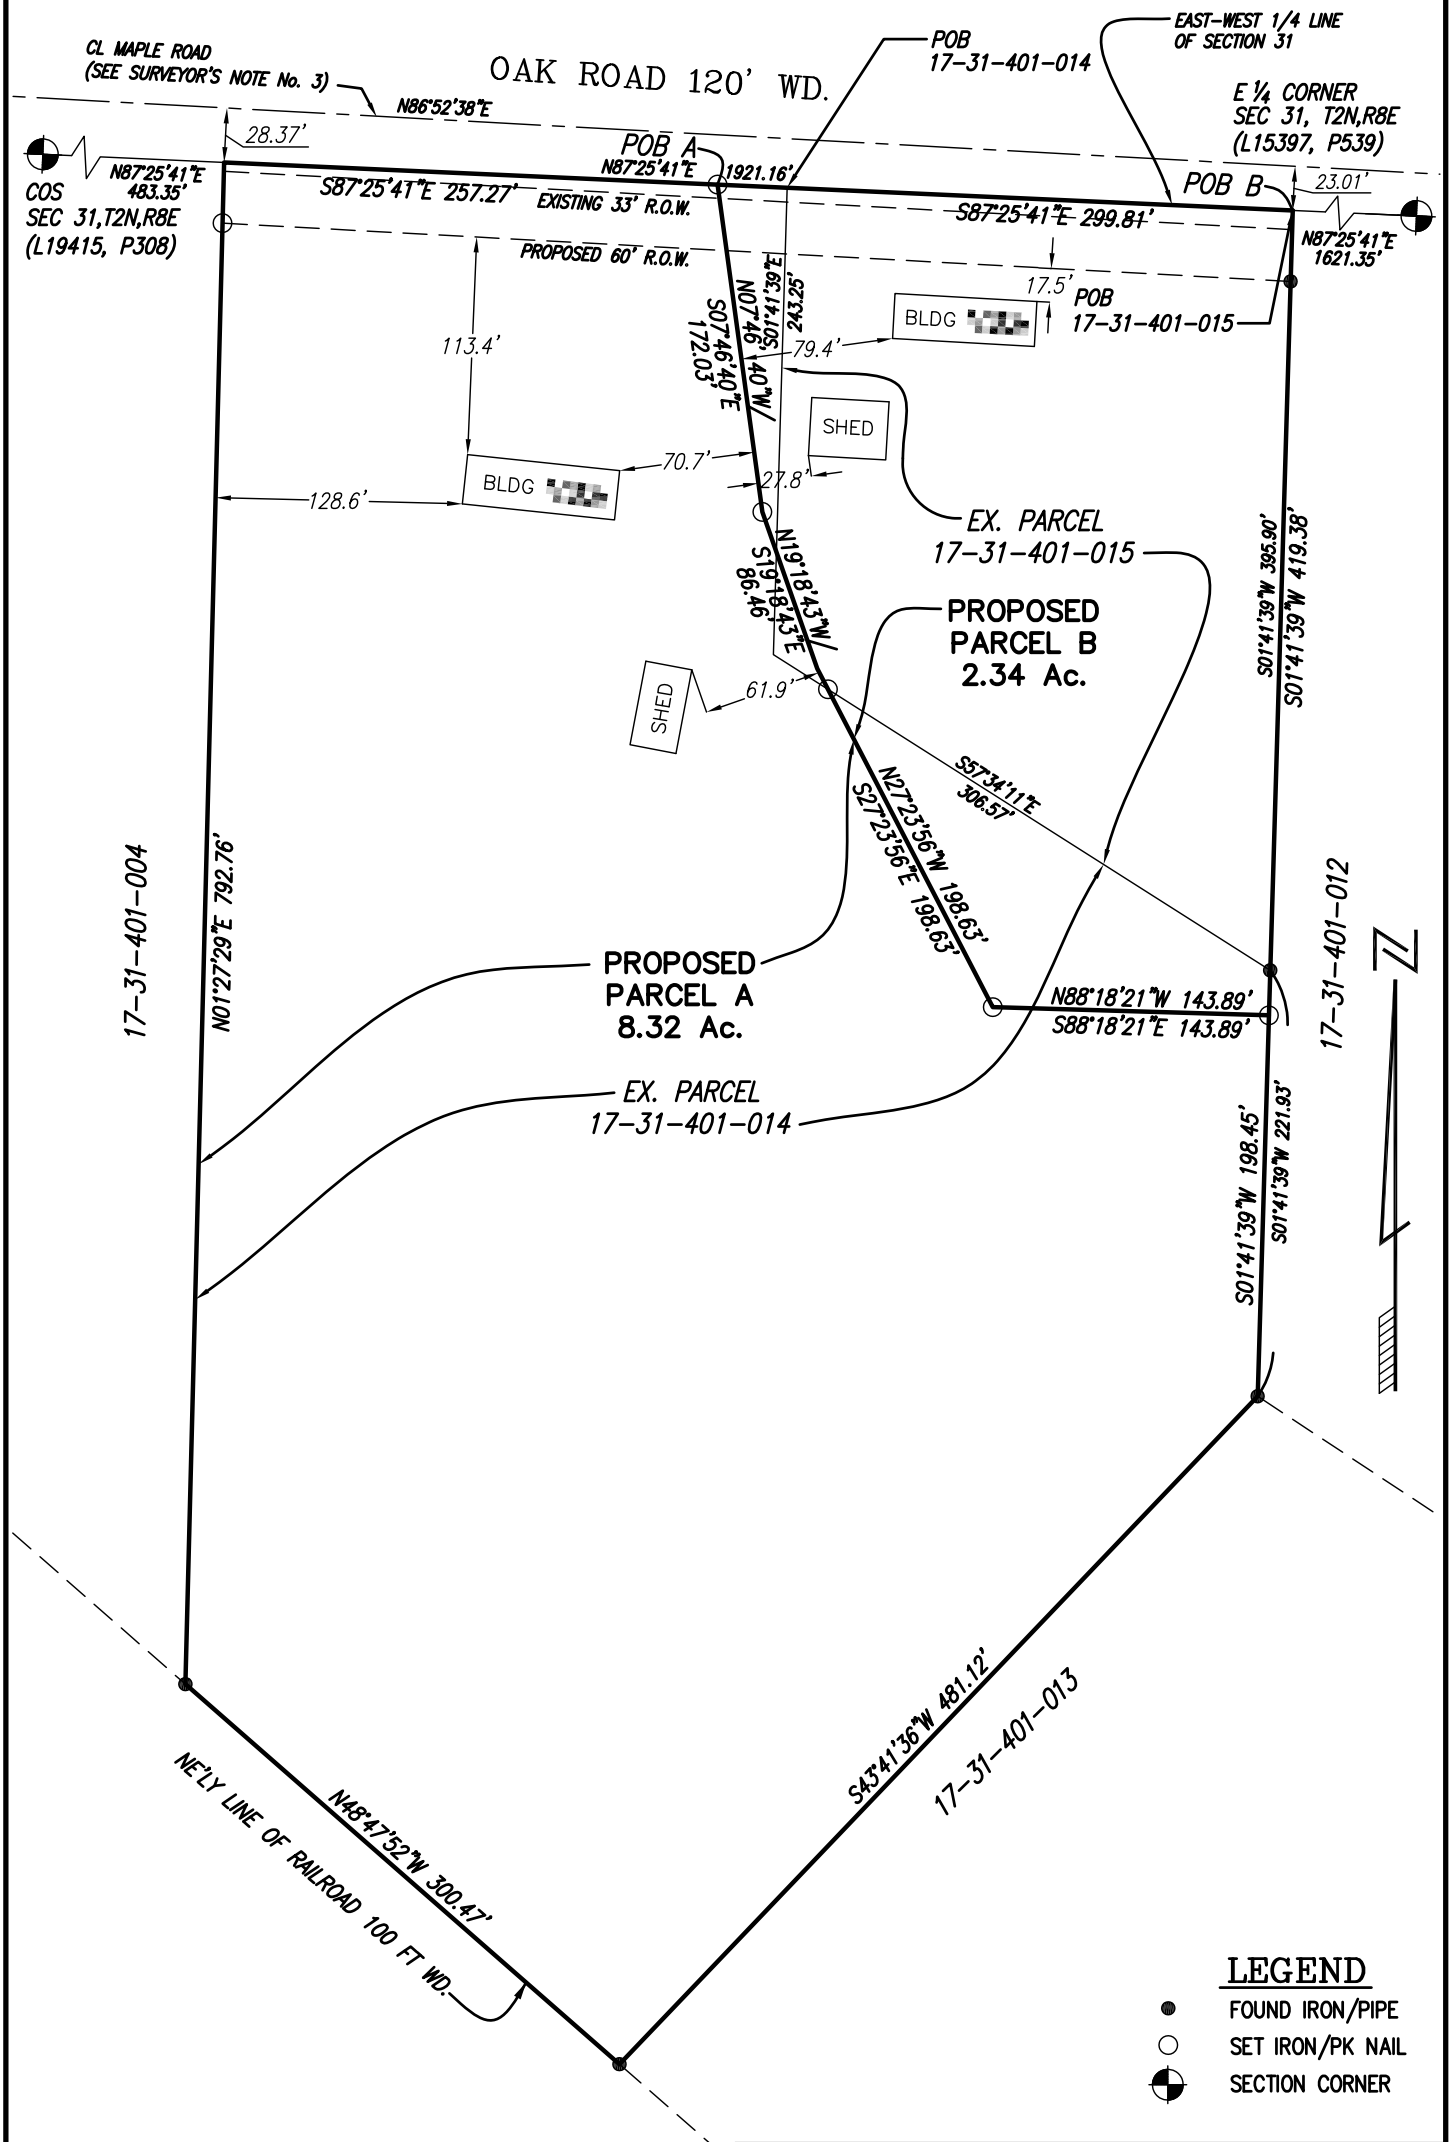 CL MAPLE ROAD
(SEE SURVEYOR'S NOTE No. 3)
OAK ROAD 120' WD.
POB
17-31-401-014
EAST-WEST 1/4 LINE
OF SECTION 31
E 1/4 CORNER
SEC 31, T2N,R8E
(L15397, P539)
N86°52'38"E
28.37'
POB A
N87°25'41"E
1921.16'
POB B
23.01'
N87°25'41"E
483.35'
COS
SEC 31,T2N,R8E
(L19415, P308)
S87°25'41"E 257.27'
EXISTING 33' R.O.W.
S87°25'41"E 299.81'
N87°25'41"E
1621.35'
PROPOSED 60' R.O.W.
17.5'
POB
17-31-401-015
S01°41'39"E
243.25'
N07°46'40"W/
S07°46'40"E
172.03'
BLDG
79.4'
113.4'
SHED
BLDG
70.7'
27.8'
128.6'
EX. PARCEL
17-31-401-015
N19°18'43"W/
S19°18'43"E
86.46'
S01°41'39"W 395.90'
S01°41'39"W 419.38'
PROPOSED
PARCEL B
2.34 Ac.
SHED
61.9'
S57°34'11"E
306.57'
N27°23'56"W 198.63'
S27°23'56"E 198.63'
17-31-401-004
N01°27'29"E 792.76'
17-31-401-012
PROPOSED
PARCEL A
8.32 Ac.
N88°18'21"W 143.89'
S88°18'21"E 143.89'
N
EX. PARCEL
17-31-401-014
S01°41'39"W 198.45'
S01°41'39"W 221.93'
S43°41'36"W 481.12'
17-31-401-013
N48°47'52"W 300.47'
NE'LY LINE OF RAILROAD 100 FT WD.
LEGEND
FOUND IRON/PIPE
SET IRON/PK NAIL
SECTION CORNER